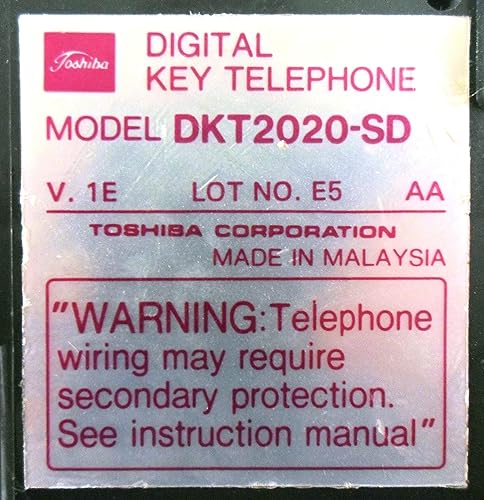 Toshiba
DIGITAL
KEY TELEPHONE
MODEL DKT2020-SD
V. 1E LOT NO. E5 AA
TOSHIBA CORPORATION
MADE IN MALAYSIA
"WARNING: Telephone
wiring may require
secondary protection.
See instruction manual"